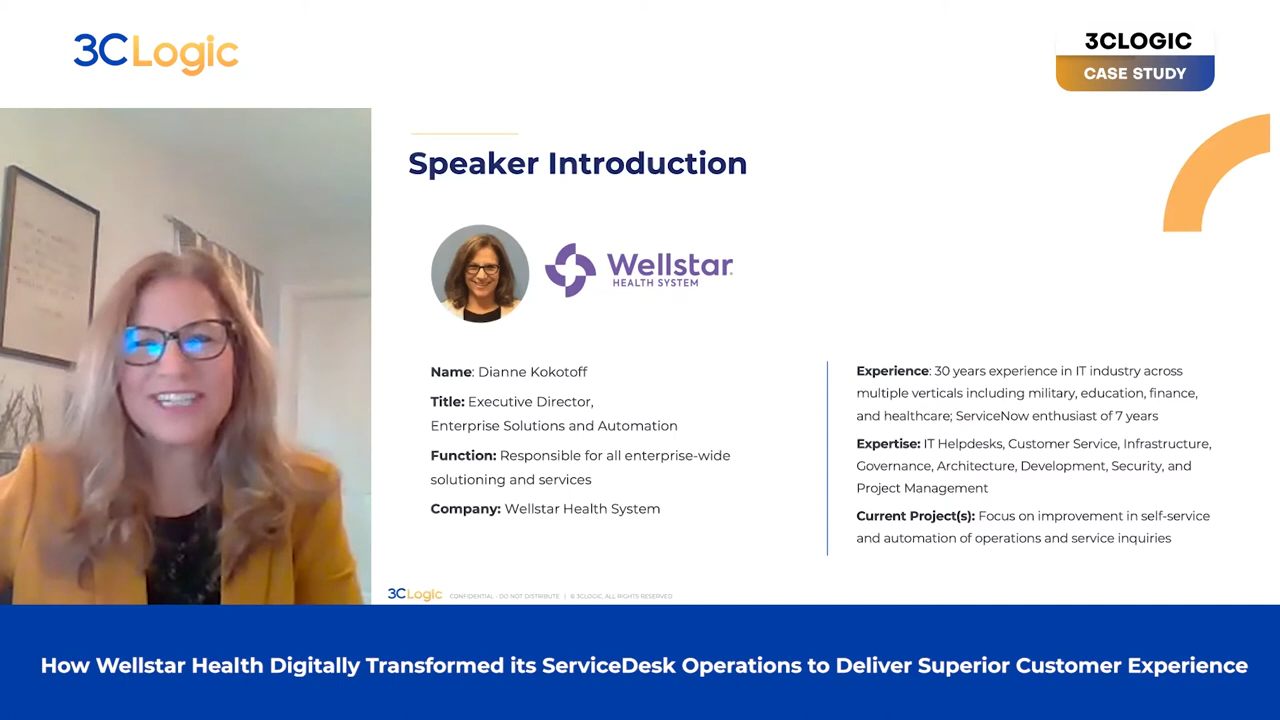 3CLogic
3CLOGIC
CASE STUDY
Speaker Introduction
Wellstar
HEALTH SYSTEM
Name: Dianne Kokotoff
Title: Executive Director,
Enterprise Solutions and Automation
Function: Responsible for all enterprise-wide
solutioning and services
Company: Wellstar Health System
Experience: 30 years experience in IT industry across
multiple verticals including military, education, finance,
and healthcare; ServiceNow enthusiast of 7 years
Expertise: IT Helpdesks, Customer Service, Infrastructure,
Governance, Architecture, Development, Security, and
Project Management
Current Project(s): Focus on improvement in self-service
and automation of operations and service inquiries
3CLogic CONFIDENTIAL - DO NOT DISTRIBUTE | © 3CLOGIC, ALL RIGHTS RESERVED
How Wellstar Health Digitally Transformed its ServiceDesk Operations to Deliver Superior Customer Experience